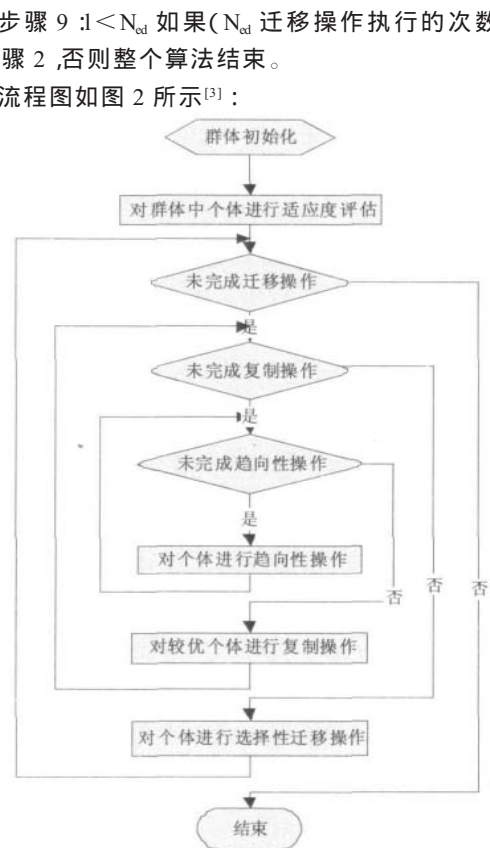 步骤 9 :l＜Ned 如果( Ned 迁移操作执行的次数
骤 2 ,否则整个算法结束。
流程图如图 2 所示[3] :
群体初始化
对群体中个体进行适应度评估
未完成迁移操作
是
未完成复制操作
是
未完成趋向性操作
是
对个体进行趋向性操作
否
否
否
对较优个体进行复制操作
对个体进行选择性迁移操作
结束